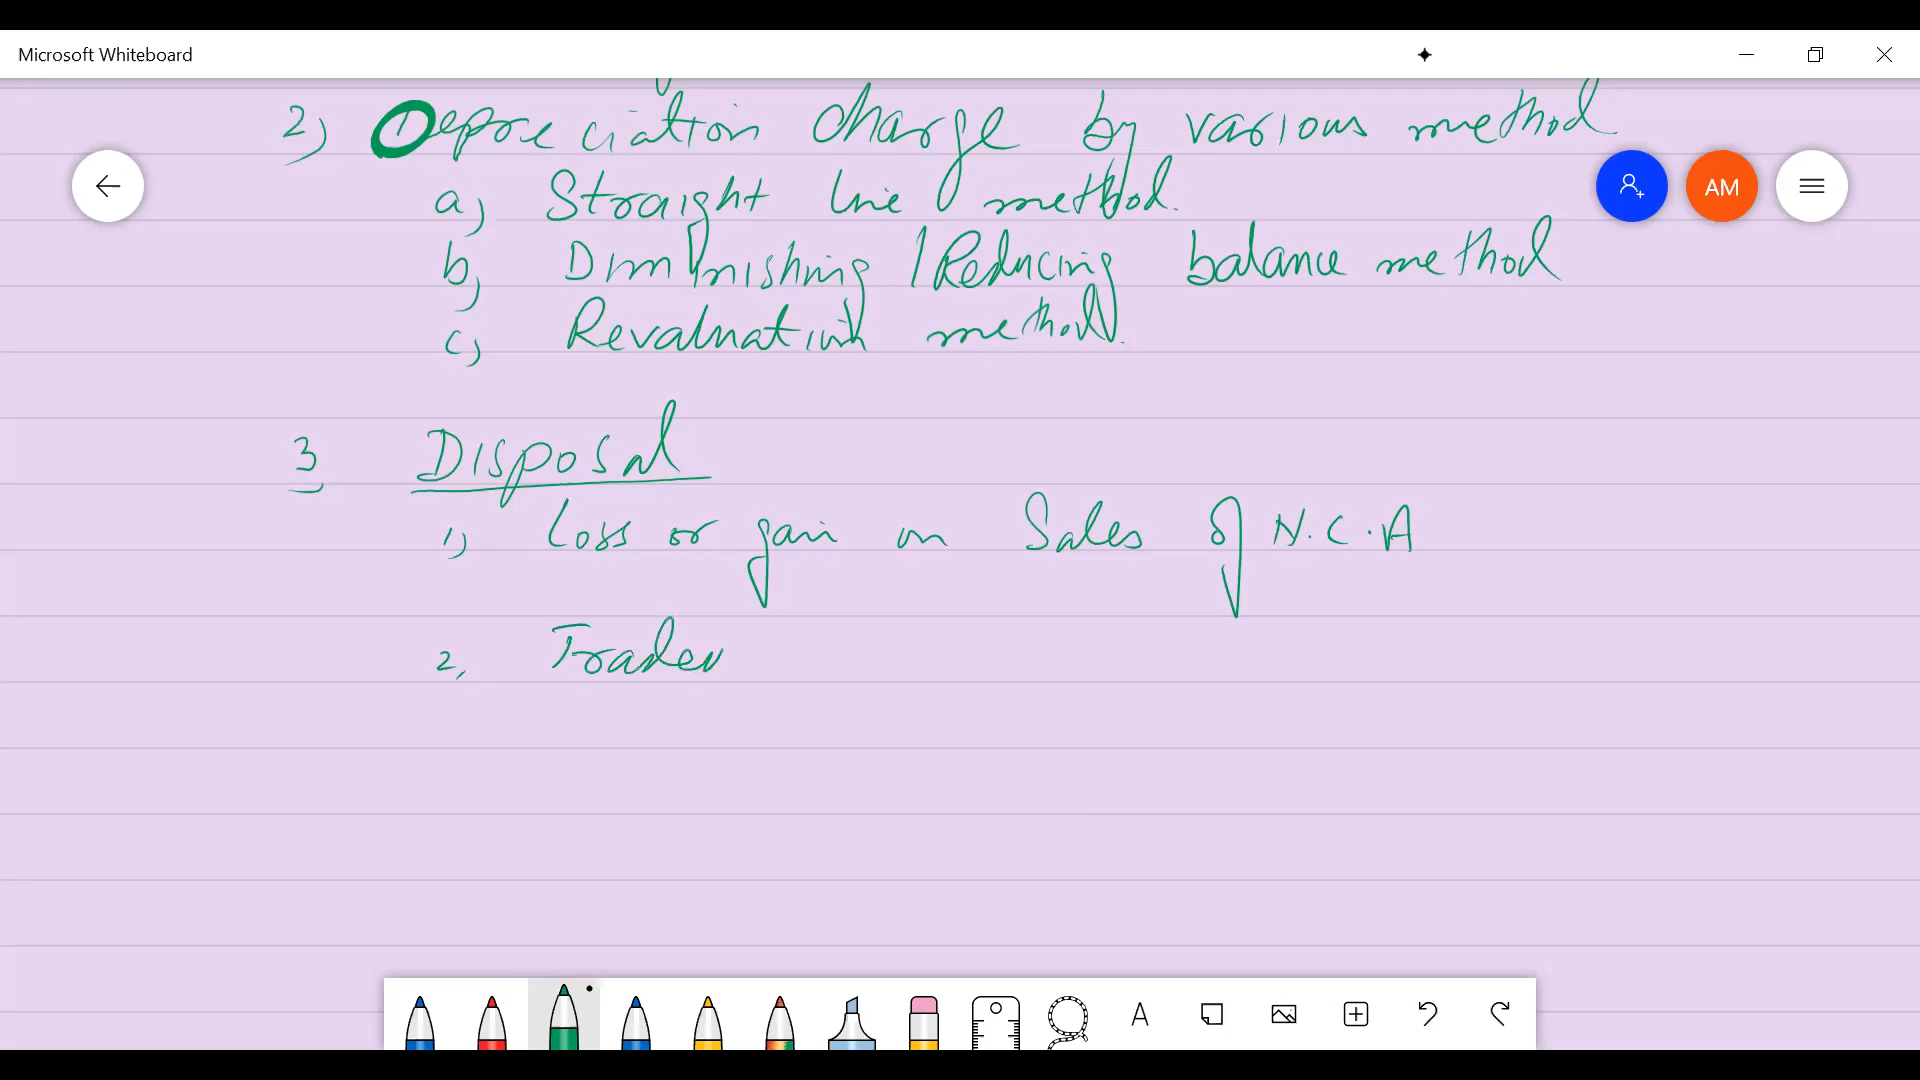 Microsoft Whiteboard
2) Depreciation charge by various method
AM
a) Straight line method.
b) Diminishing / Reducing balance method
c) Revaluation method.
3 Disposal
1) Loss or gain on Sales of N.C.A
2. Trader
A